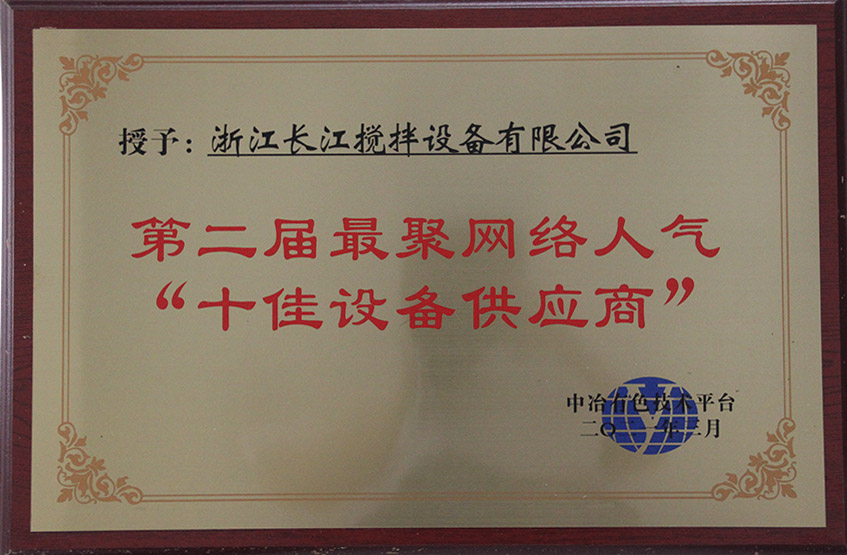 授予：浙江长江搅拌设备有限公司
第二届最聚网络人气
“十佳设备供应商”
中冶有色技术平台
二〇二一年三月